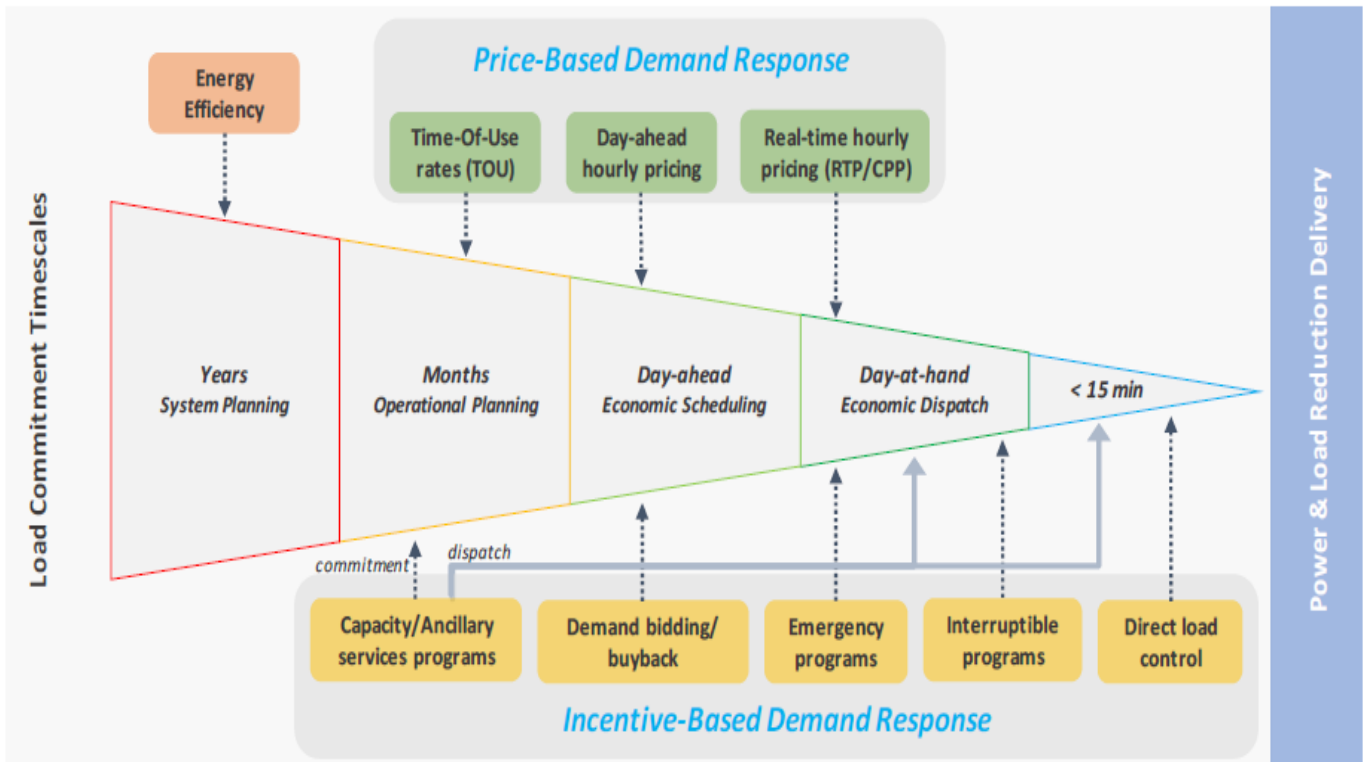 Price-Based Demand Response
Energy
Efficiency
Time-Of-Use
rates (TOU)
Day-ahead
hourly pricing
Real-time hourly
pricing (RTP/CPP)
Load Commitment Timescales
Years
System Planning
Months
Operational Planning
Day-ahead
Economic Scheduling
Day-at-hand
Economic Dispatch
< 15 min
Power & Load Reduction Delivery
commitment
dispatch
Capacity/Ancillary
services programs
Demand bidding/
buyback
Emergency
programs
Interruptible
programs
Direct load
control
Incentive-Based Demand Response